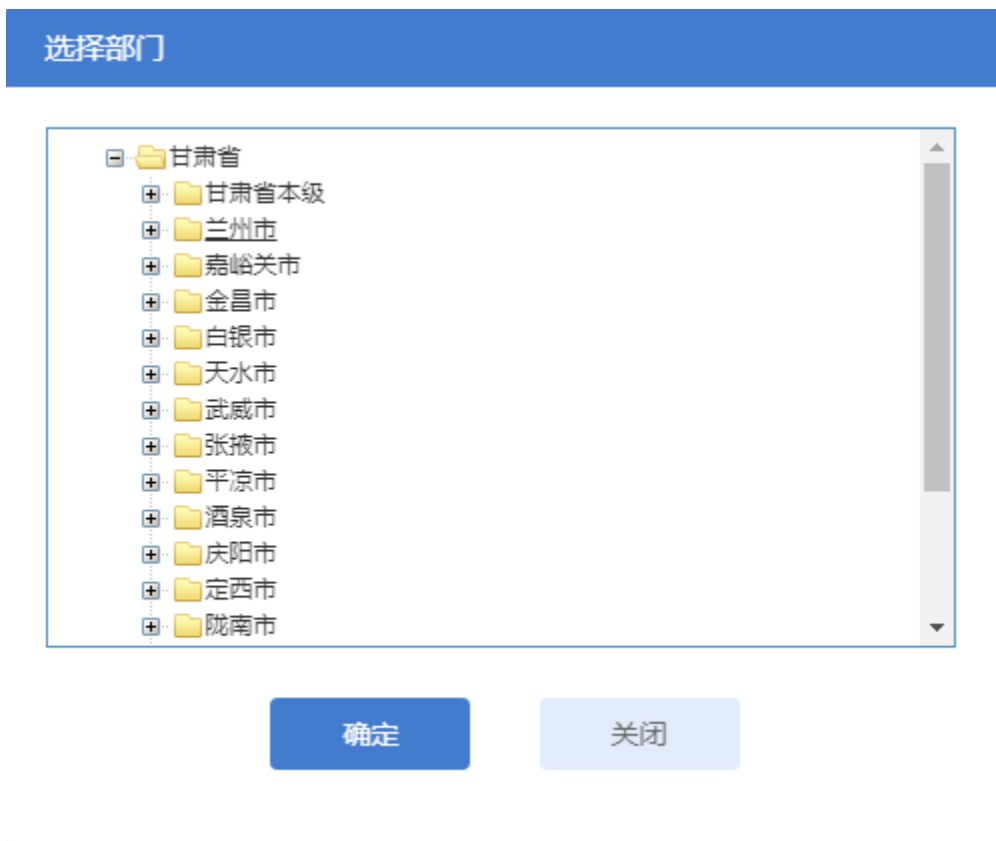 选择部门
甘肃省
甘肃省本级
兰州市
嘉峪关市
金昌市
白银市
天水市
武威市
张掖市
平凉市
酒泉市
庆阳市
定西市
陇南市
确定
关闭